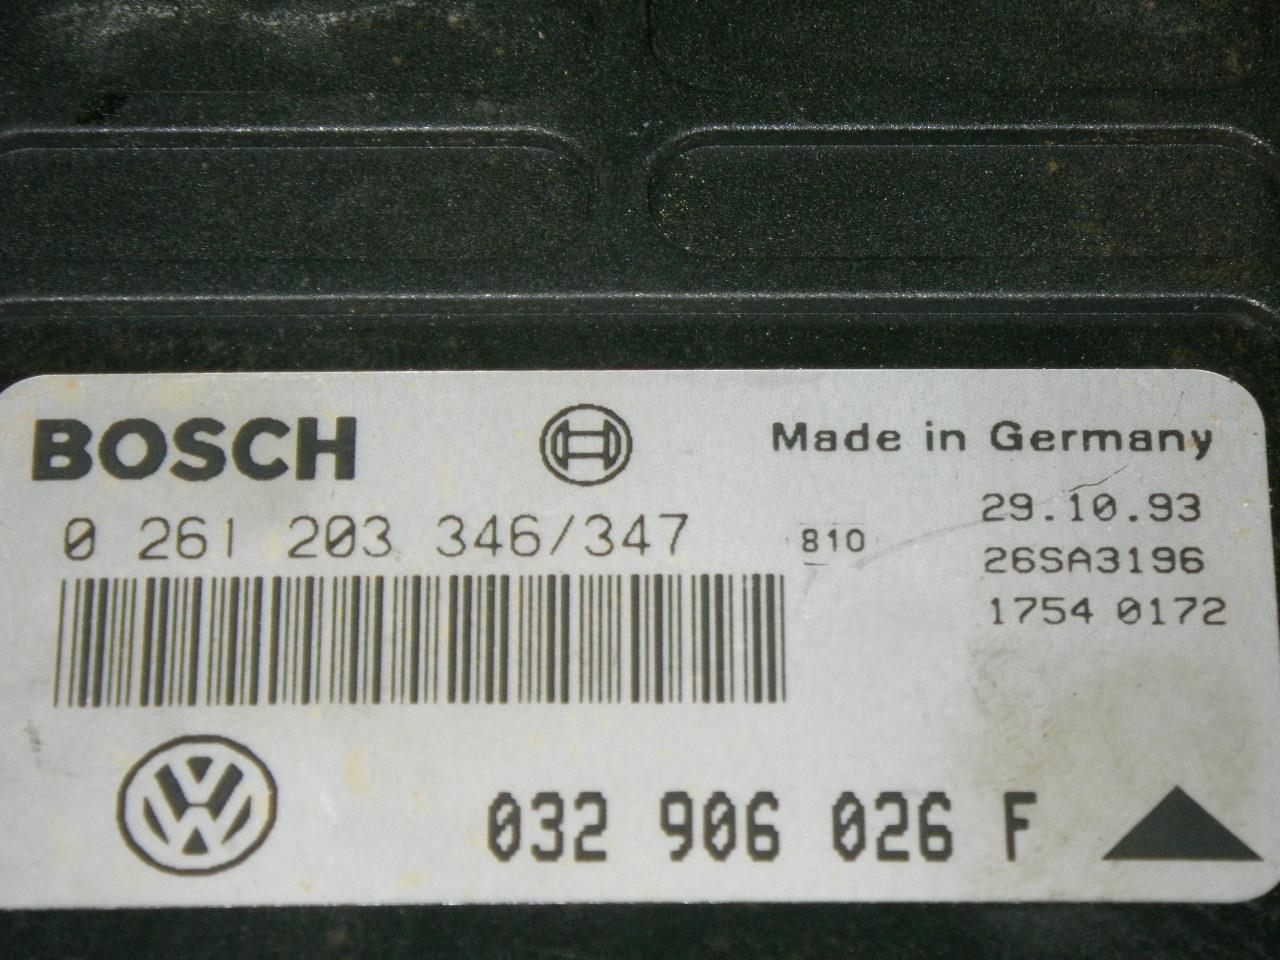 BOSCH
Made in Germany
29.10.93
0 261 203 346/347
810
26SA3196
1754 0172
VW
032 906 026 F